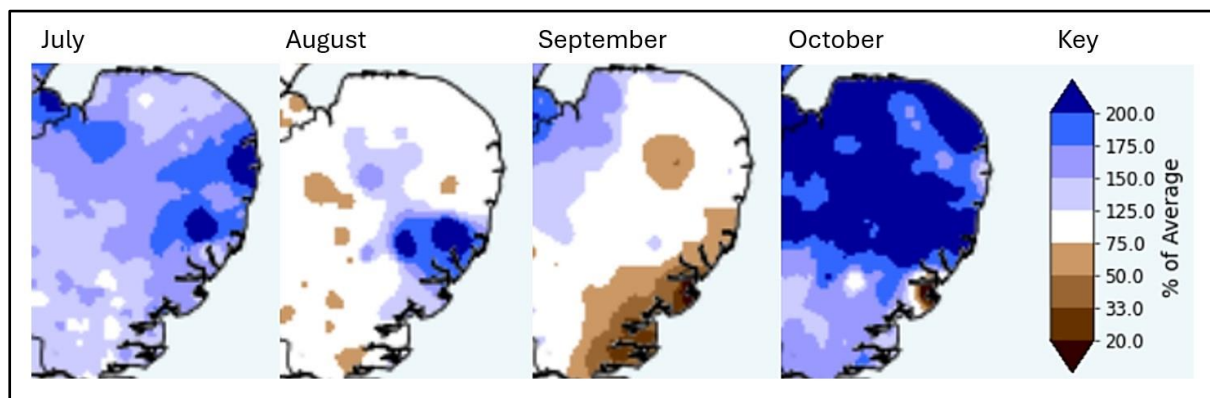 July
August
September
October
Key
200.0
175.0
150.0
125.0
75.0
50.0
33.0
20.0
% of Average